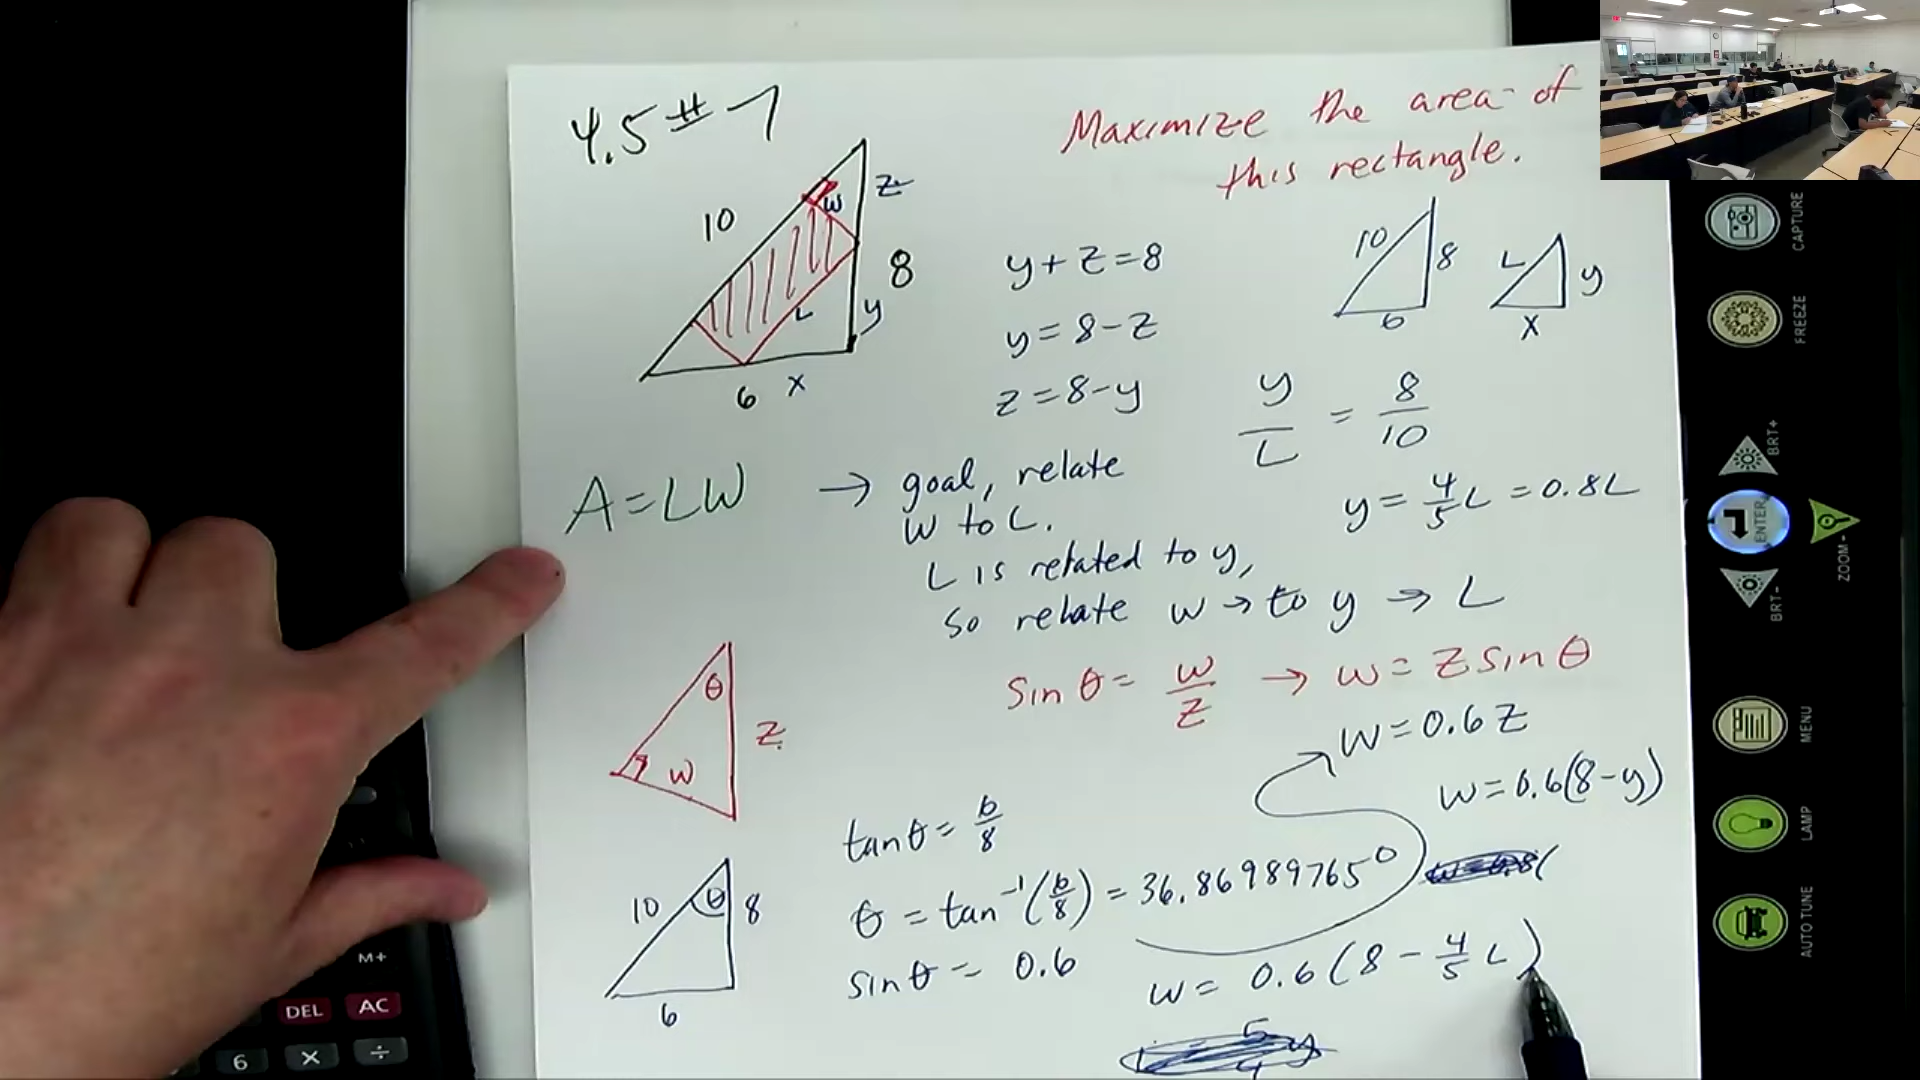 4.5 # 7
Maximize the area of
this rectangle.
10
W
z
8
y
L
6
x
y + z = 8
y = 8 - z
z = 8 - y
10
8
6
L
y
x
y/L = 8/10
y = 4/5 L = 0.8L
A = LW
→ goal, relate
W to L.
L is related to y,
so relate w → to y → L
θ
z
w
sin θ = w/z → w = z sin θ
w = 0.6 z
w = 0.6(8-y)
tan θ = 6/8
θ = tan⁻¹(6/8) = 36.86989765°
sin θ = 0.6
w = 0.6(8 - 4/5 L)
10
θ
8
6
M+
DEL
AC
6
×
÷
CAPTURE
FREEZE
BRT+
ENTER
ZOOM-
BRT-
MENU
LAMP
AUTO TUNE